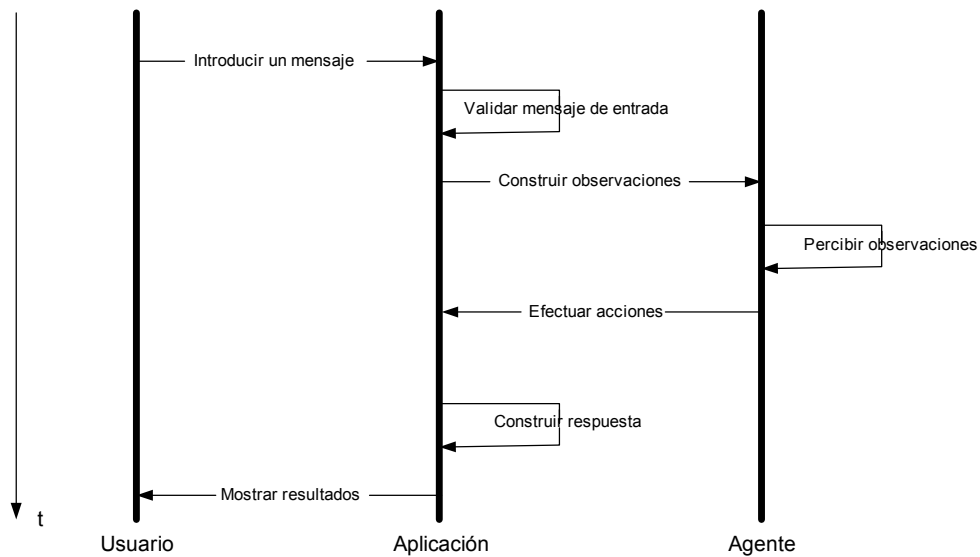 Introducir un mensaje
Validar mensaje de entrada
Construir observaciones
Percibir observaciones
Efectuar acciones
Construir respuesta
Mostrar resultados
t
Usuario
Aplicación
Agente